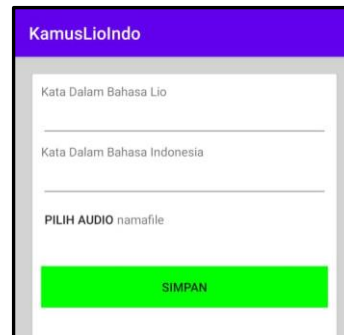 KamusLioIndo
Kata Dalam Bahasa Lio
Kata Dalam Bahasa Indonesia
PILIH AUDIO namafile
SIMPAN